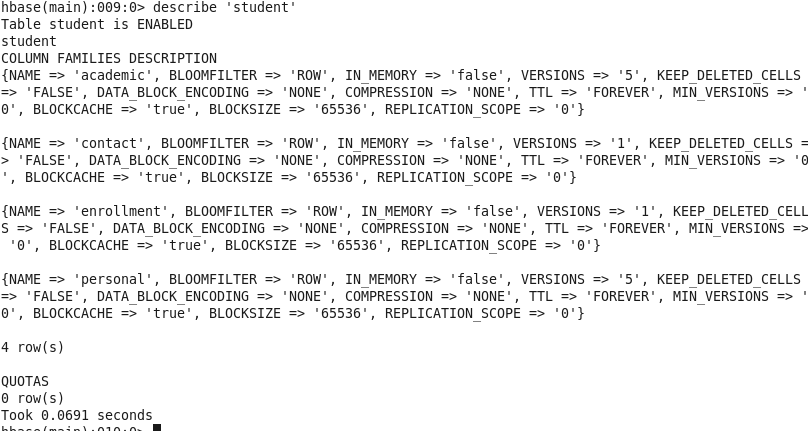 hbase(main):009:0> describe 'student'
Table student is ENABLED
student
COLUMN FAMILIES DESCRIPTION
{NAME => 'academic', BLOOMFILTER => 'ROW', IN_MEMORY => 'false', VERSIONS => '5', KEEP_DELETED_CELLS
=> 'FALSE', DATA_BLOCK_ENCODING => 'NONE', COMPRESSION => 'NONE', TTL => 'FOREVER', MIN_VERSIONS => '
0', BLOCKCACHE => 'true', BLOCKSIZE => '65536', REPLICATION_SCOPE => '0'}
{NAME => 'contact', BLOOMFILTER => 'ROW', IN_MEMORY => 'false', VERSIONS => '1', KEEP_DELETED_CELLS =
> 'FALSE', DATA_BLOCK_ENCODING => 'NONE', COMPRESSION => 'NONE', TTL => 'FOREVER', MIN_VERSIONS => '0
', BLOCKCACHE => 'true', BLOCKSIZE => '65536', REPLICATION_SCOPE => '0'}
{NAME => 'enrollment', BLOOMFILTER => 'ROW', IN_MEMORY => 'false', VERSIONS => '1', KEEP_DELETED_CELL
S => 'FALSE', DATA_BLOCK_ENCODING => 'NONE', COMPRESSION => 'NONE', TTL => 'FOREVER', MIN_VERSIONS =>
 '0', BLOCKCACHE => 'true', BLOCKSIZE => '65536', REPLICATION_SCOPE => '0'}
{NAME => 'personal', BLOOMFILTER => 'ROW', IN_MEMORY => 'false', VERSIONS => '5', KEEP_DELETED_CELLS
=> 'FALSE', DATA_BLOCK_ENCODING => 'NONE', COMPRESSION => 'NONE', TTL => 'FOREVER', MIN_VERSIONS => '
0', BLOCKCACHE => 'true', BLOCKSIZE => '65536', REPLICATION_SCOPE => '0'}
4 row(s)
QUOTAS
0 row(s)
Took 0.0691 seconds
hbase(main):010:0>